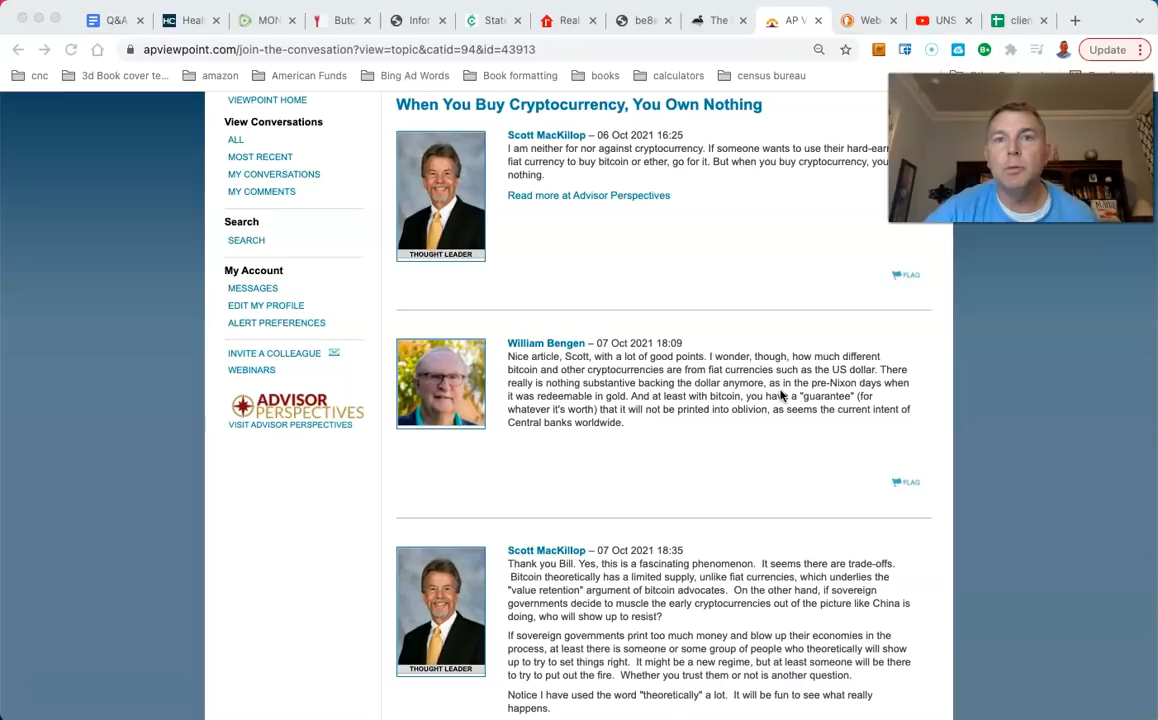 Q&A
Heal
MON
Butc
Infor
State
Real
be8e
The
AP V
Web
UNS
clien
apviewpoint.com/join-the-convesation?view=topic&catid=94&id=43913
Update
cnc
3d Book cover te...
amazon
American Funds
Bing Ad Words
Book formatting
books
calculators
census bureau
VIEWPOINT HOME
View Conversations
ALL
MOST RECENT
MY CONVERSATIONS
MY COMMENTS
Search
SEARCH
My Account
MESSAGES
EDIT MY PROFILE
ALERT PREFERENCES
INVITE A COLLEAGUE
WEBINARS
ADVISOR
PERSPECTIVES
VISIT ADVISOR PERSPECTIVES
When You Buy Cryptocurrency, You Own Nothing
Scott MacKillop – 06 Oct 2021 16:25
I am neither for nor against cryptocurrency. If someone wants to use their hard-earn
fiat currency to buy bitcoin or ether, go for it. But when you buy cryptocurrency, you
nothing.
Read more at Advisor Perspectives
THOUGHT LEADER
FLAG
William Bengen – 07 Oct 2021 18:09
Nice article, Scott, with a lot of good points. I wonder, though, how much different
bitcoin and other cryptocurrencies are from fiat currencies such as the US dollar. There
really is nothing substantive backing the dollar anymore, as in the pre-Nixon days when
it was redeemable in gold. And at least with bitcoin, you have a "guarantee" (for
whatever it's worth) that it will not be printed into oblivion, as seems the current intent of
Central banks worldwide.
FLAG
Scott MacKillop – 07 Oct 2021 18:35
Thank you Bill. Yes, this is a fascinating phenomenon. It seems there are trade-offs.
Bitcoin theoretically has a limited supply, unlike fiat currencies, which underlies the
"value retention" argument of bitcoin advocates. On the other hand, if sovereign
governments decide to muscle the early cryptocurrencies out of the picture like China is
doing, who will show up to resist?
If sovereign governments print too much money and blow up their economies in the
process, at least there is someone or some group of people who theoretically will show
up to try to set things right. It might be a new regime, but at least someone will be there
to try to put out the fire. Whether you trust them or not is another question.
Notice I have used the word "theoretically" a lot. It will be fun to see what really
happens.
THOUGHT LEADER